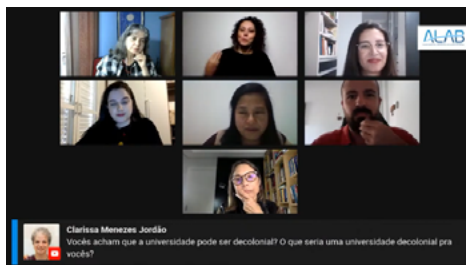 ALAB
Clarissa Menezes Jordão
Vocês acham que a universidade pode ser decolonial? O que seria uma universidade decolonial pra
vocês?